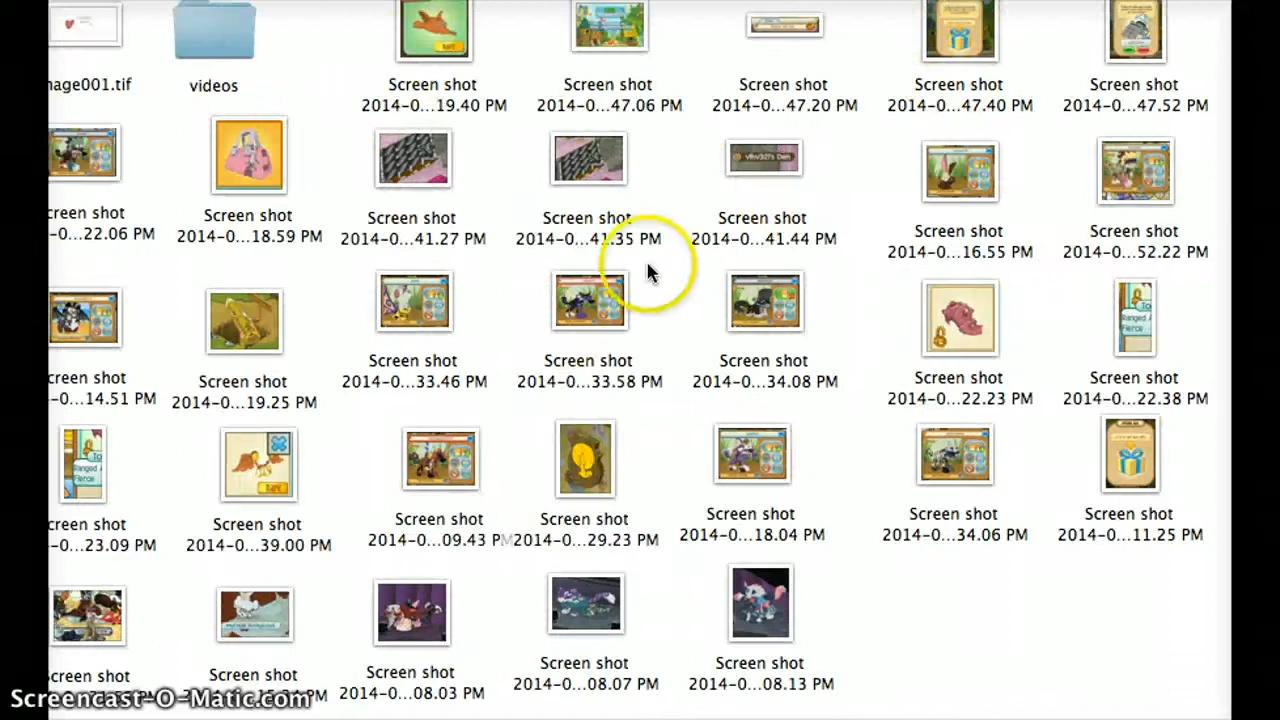 nage001.tif
videos
Screen shot
2014-0...19.40 PM
Screen shot
2014-0...47.06 PM
Screen shot
2014-0...47.20 PM
Screen shot
2014-0...47.40 PM
Screen shot
2014-0...47.52 PM
creen shot
-0...22.06 PM
Screen shot
2014-0...18.59 PM
Screen shot
2014-0...41.27 PM
Screen shot
2014-0...41.35 PM
Screen shot
2014-0...41.44 PM
Screen shot
2014-0...16.55 PM
Screen shot
2014-0...52.22 PM
creen shot
-0...14.51 PM
Screen shot
2014-0...19.25 PM
Screen shot
2014-0...33.46 PM
Screen shot
2014-0...33.58 PM
Screen shot
2014-0...34.08 PM
Screen shot
2014-0...22.23 PM
To
Ranged A
Fierce
Screen shot
2014-0...22.38 PM
To
Ranged A
Fierce
creen shot
-0...23.09 PM
Screen shot
2014-0...39.00 PM
Screen shot
2014-0...09.43 PM
Screen shot
2014-0...29.23 PM
Screen shot
2014-0...18.04 PM
Screen shot
2014-0...34.06 PM
Screen shot
2014-0...11.25 PM
creen shot
Screen shot
Screen shot
2014-0...08.03 PM
Screen shot
2014-0...08.07 PM
Screen shot
2014-0...08.13 PM
Screencast-O-Matic.com